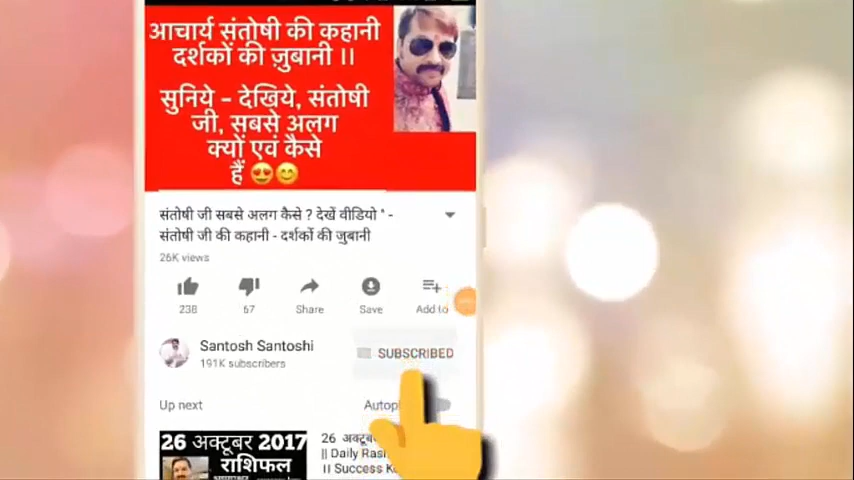 आचार्य संतोषी की कहानी
दर्शकों की ज़ुबानी ।।
सुनिये - देखिये, संतोषी
जी, सबसे अलग
क्यों एवं कैसे
हैं😍😊
संतोषी जी सबसे अलग कैसे ? देखें वीडियो * -
संतोषी जी की कहानी - दर्शकों की जुबानी
26K views
238
67
Share
Save
Add to
Santosh Santoshi
191K subscribers
SUBSCRIBED
Up next
26 अक्टूबर 2017
राशिफल
26
|| Daily
।। Success